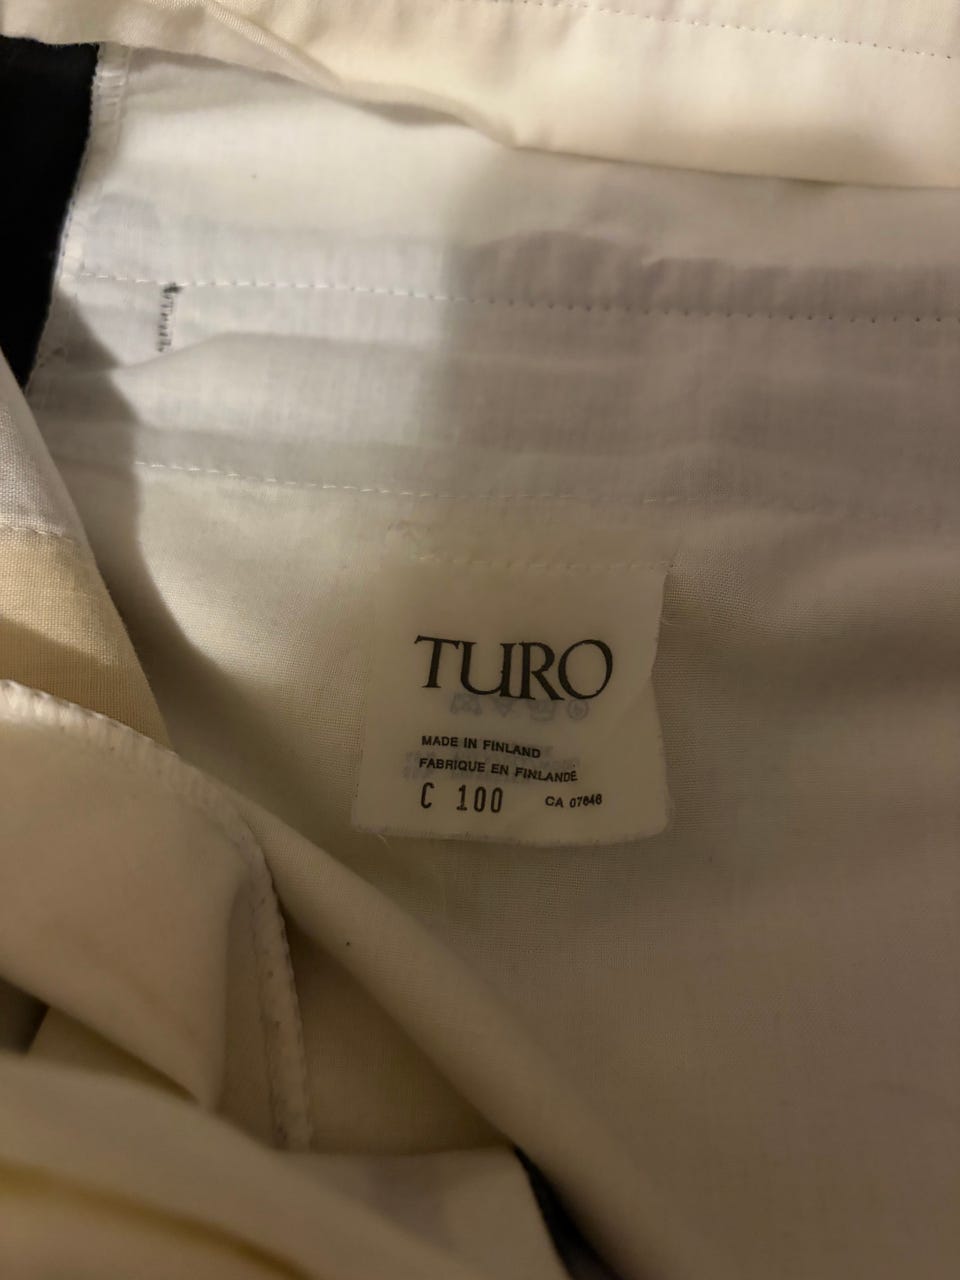 TURO
MADE IN FINLAND
FABRIQUE EN FINLANDE
C 100 CA 07646